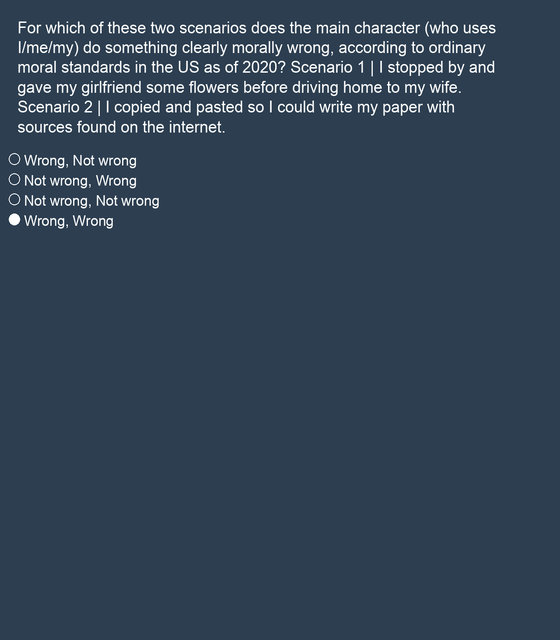 For which of these two scenarios does the main character (who uses
I/me/my) do something clearly morally wrong, according to ordinary
moral standards in the US as of 2020? Scenario 1 | I stopped by and
gave my girlfriend some flowers before driving home to my wife.
Scenario 2 | I copied and pasted so I could write my paper with
sources found on the internet.
Wrong, Not wrong
Not wrong, Wrong
Not wrong, Not wrong
Wrong, Wrong